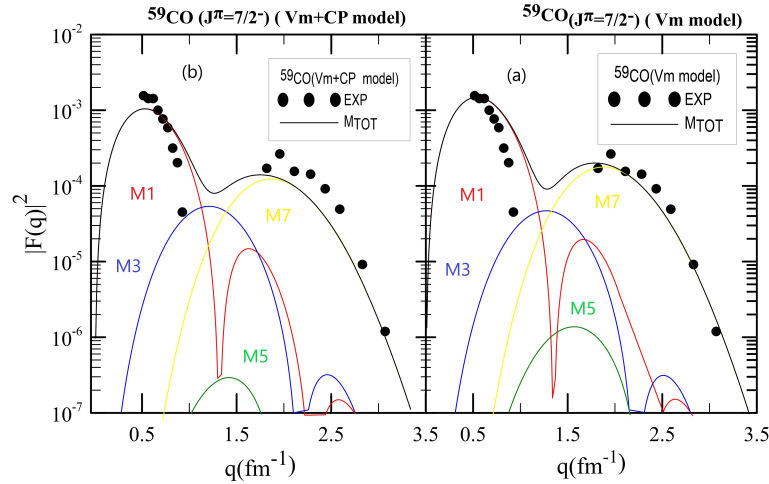 ⁵⁹CO (Jᵖⁱ=7/2⁻) ( Vm+CP model)
⁵⁹CO(Jᵖⁱ=7/2⁻) ( Vm model)
|F(q)|²
10⁻²
10⁻³
10⁻⁴
10⁻⁵
10⁻⁶
10⁻⁷
(b)
⁵⁹CO(Vm+CP model)
EXP
MTOT
M1
M7
M3
M5
0.5
1.5
2.5
3.5
q(fm⁻¹)
(a)
⁵⁹CO(Vm model)
EXP
MTOT
M1
M7
M3
M5
0.5
1.5
2.5
3.5
q(fm⁻¹)